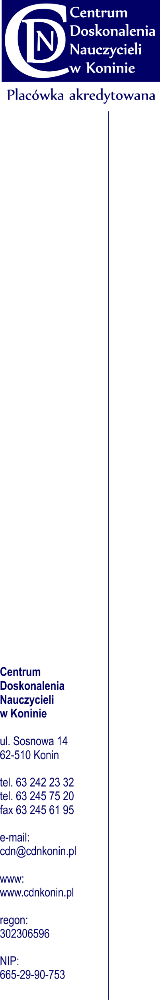 CDN
Centrum
Doskonalenia
Nauczycieli
w Koninie
Placówka akredytowana
Centrum
Doskonalenia
Nauczycieli
w Koninie
ul. Sosnowa 14
62-510 Konin
tel. 63 242 23 32
tel. 63 245 75 20
fax 63 245 61 95
e-mail:
cdn@cdnkonin.pl
www:
www.cdnkonin.pl
regon:
302306596
NIP:
665-29-90-753